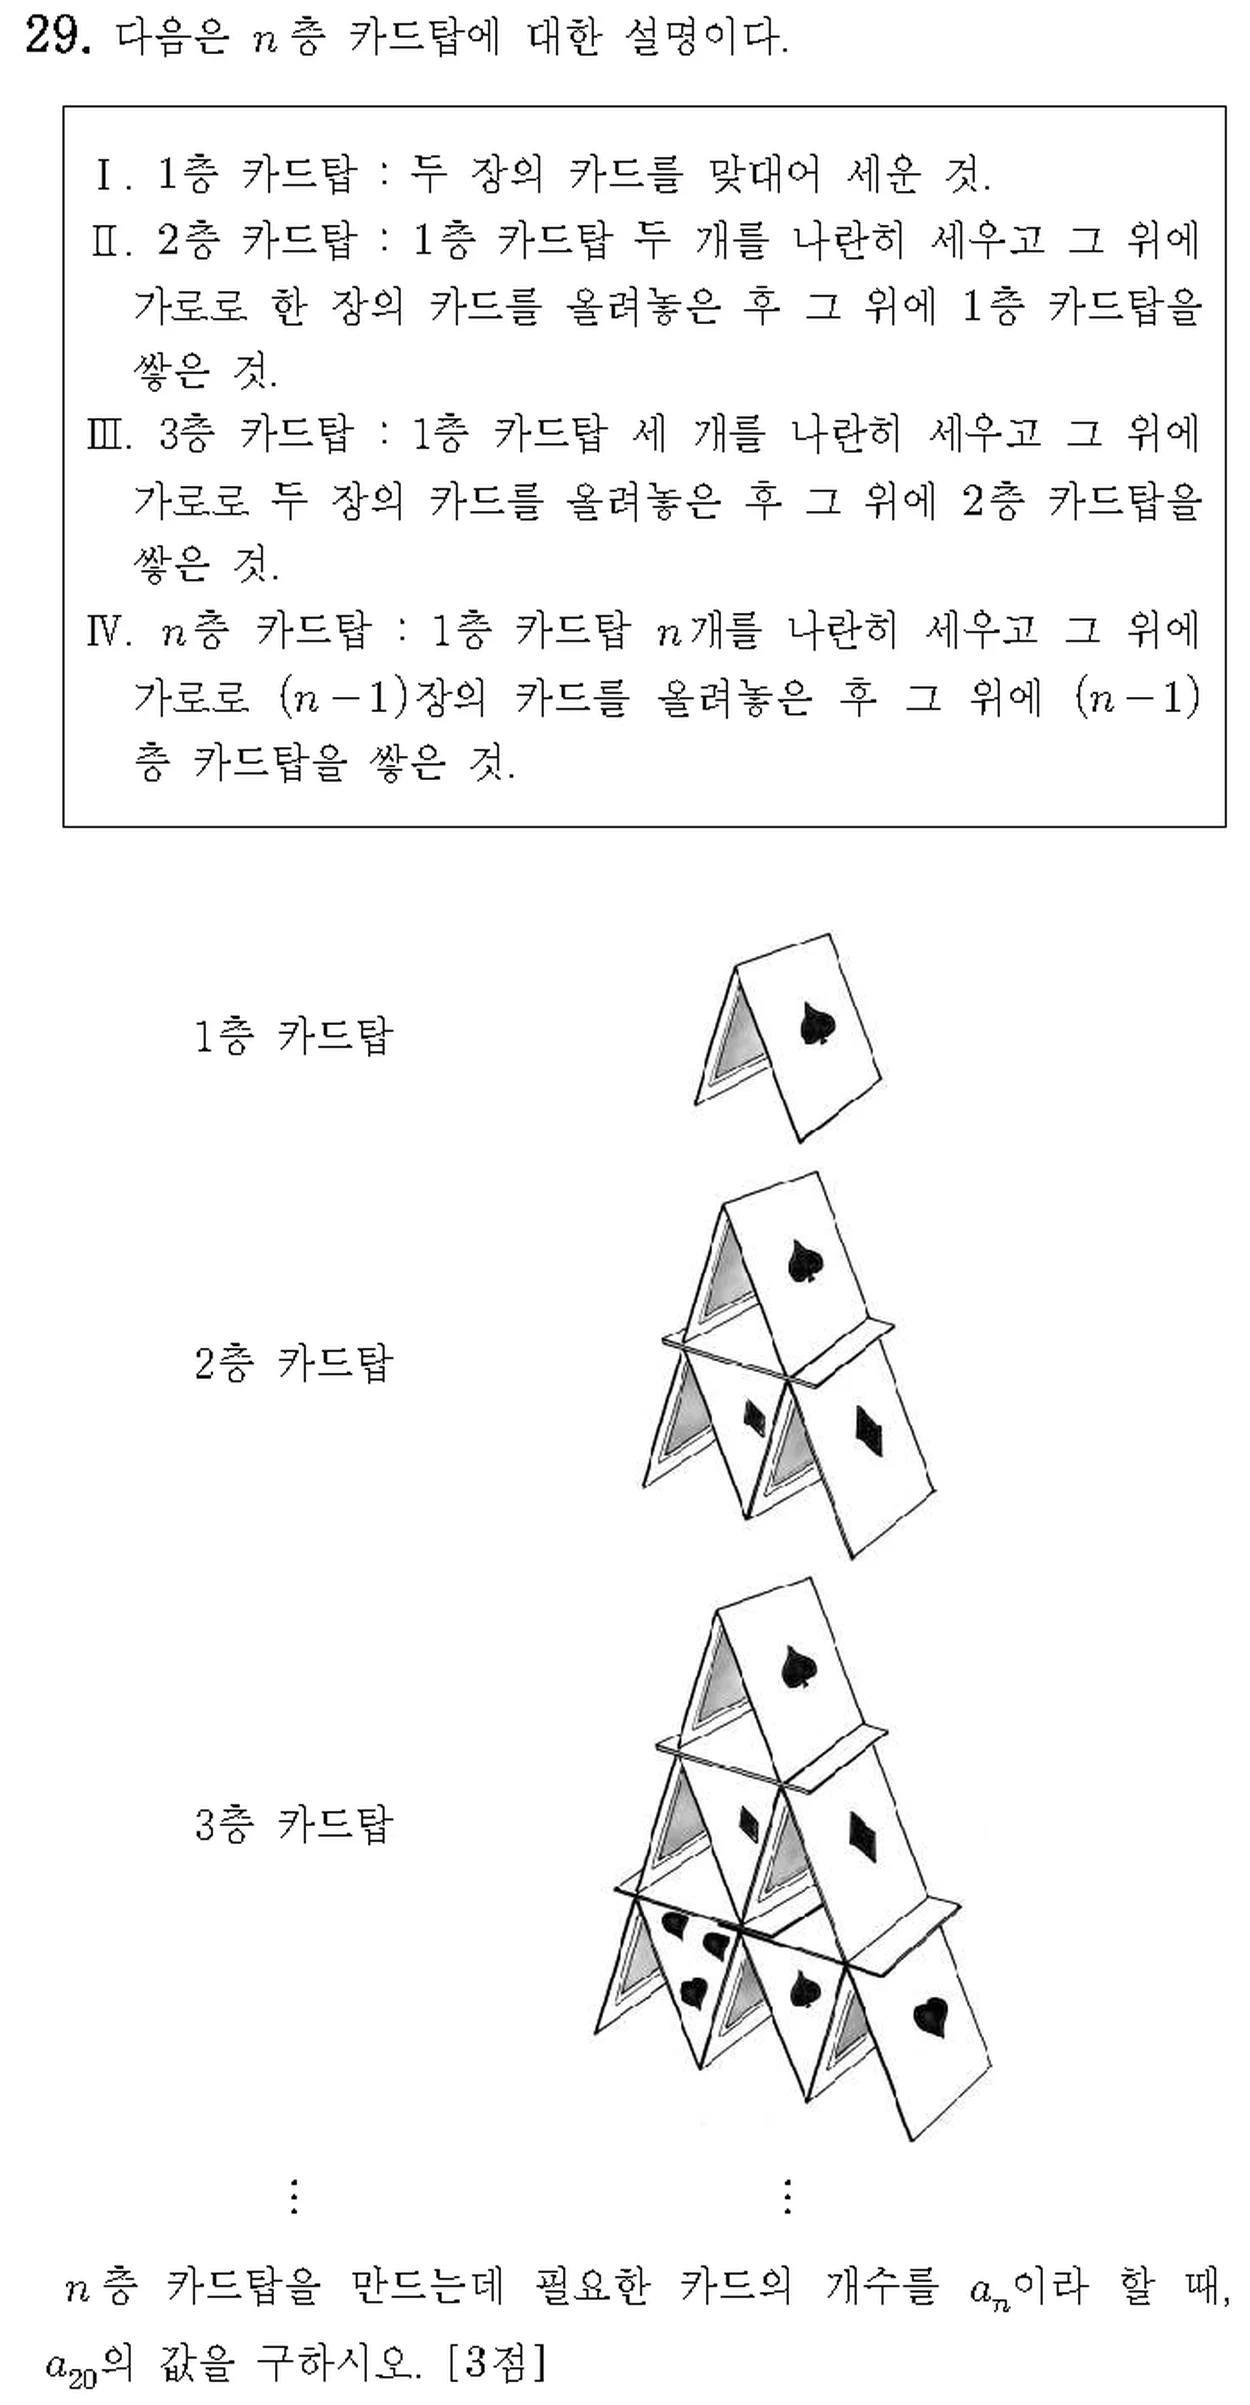 29. 다음은 n층 카드탑에 대한 설명이다.
Ⅰ. 1층 카드탑 : 두 장의 카드를 맞대어 세운 것.
Ⅱ. 2층 카드탑 : 1층 카드탑 두 개를 나란히 세우고 그 위에
가로로 한 장의 카드를 올려놓은 후 그 위에 1층 카드탑을
쌓은 것.
Ⅲ. 3층 카드탑 : 1층 카드탑 세 개를 나란히 세우고 그 위에
가로로 두 장의 카드를 올려놓은 후 그 위에 2층 카드탑을
쌓은 것.
Ⅳ. n층 카드탑 : 1층 카드탑 n개를 나란히 세우고 그 위에
가로로 (n-1)장의 카드를 올려놓은 후 그 위에 (n-1)
층 카드탑을 쌓은 것.
1층 카드탑
2층 카드탑
3층 카드탑
⋮ ⋮
n층 카드탑을 만드는데 필요한 카드의 개수를 aₙ이라 할 때,
a₂₀의 값을 구하시오. [3점]